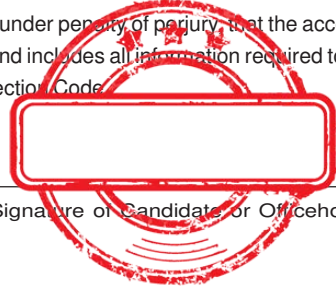 under penalty of perjury, that the acc
nd includes all information required to
ection Code
Signature of Candidate or Officeho